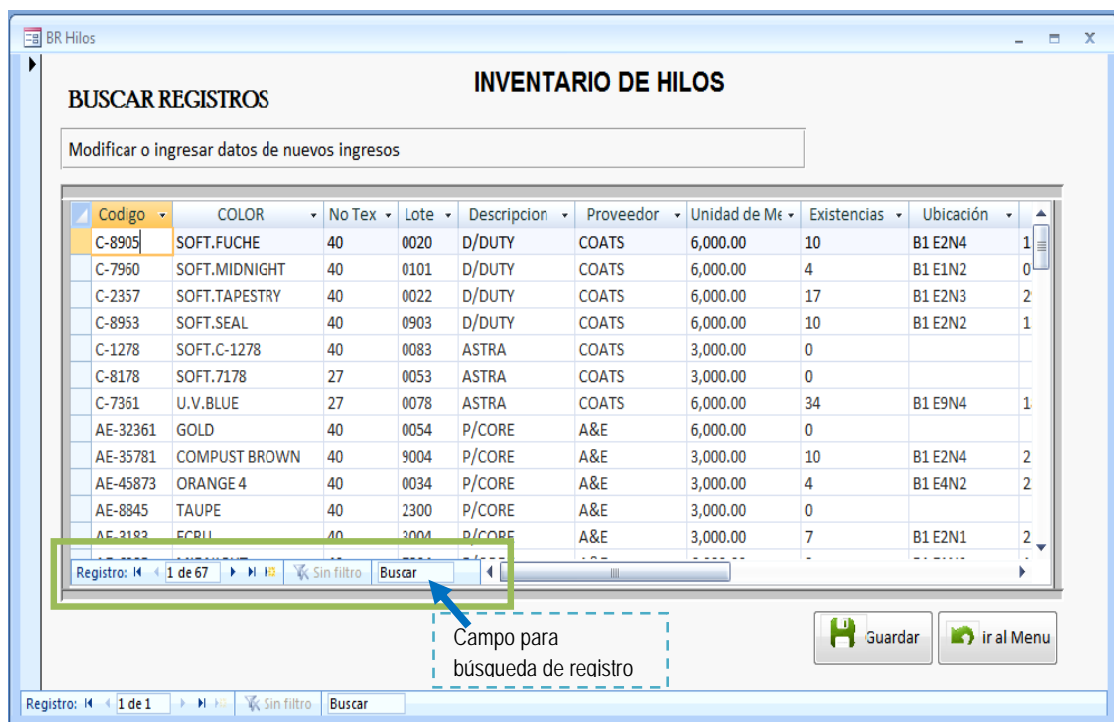 BR Hilos
INVENTARIO DE HILOS
BUSCAR REGISTROS
Modificar o ingresar datos de nuevos ingresos
Codigo COLOR No Tex Lote Descripcion Proveedor Unidad de Me Existencias Ubicación
C-8905 SOFT.FUCHE 40 0020 D/DUTY COATS 6,000.00 10 B1 E2N4 1
C-7960 SOFT.MIDNIGHT 40 0101 D/DUTY COATS 6,000.00 4 B1 E1N2 0
C-2357 SOFT.TAPESTRY 40 0022 D/DUTY COATS 6,000.00 17 B1 E2N3 2
C-8953 SOFT.SEAL 40 0903 D/DUTY COATS 6,000.00 10 B1 E2N2 1
C-1278 SOFT.C-1278 40 0083 ASTRA COATS 3,000.00 0
C-8178 SOFT.7178 27 0053 ASTRA COATS 3,000.00 0
C-7351 U.V.BLUE 27 0078 ASTRA COATS 6,000.00 34 B1 E9N4 1
AE-32361 GOLD 40 0054 P/CORE A&E 6,000.00 0
AE-35781 COMPUST BROWN 40 9004 P/CORE A&E 3,000.00 10 B1 E2N4 2
AE-45873 ORANGE 4 40 0034 P/CORE A&E 3,000.00 4 B1 E4N2 2
AE-8845 TAUPE 40 2300 P/CORE A&E 3,000.00 0
AE-3183 ECRU 40 3004 P/CORE A&E 3,000.00 7 B1 E2N1 2
Registro: 1 de 67 Sin filtro Buscar
Campo para
búsqueda de registro
Guardar ir al Menu
Registro: 1 de 1 Sin filtro Buscar